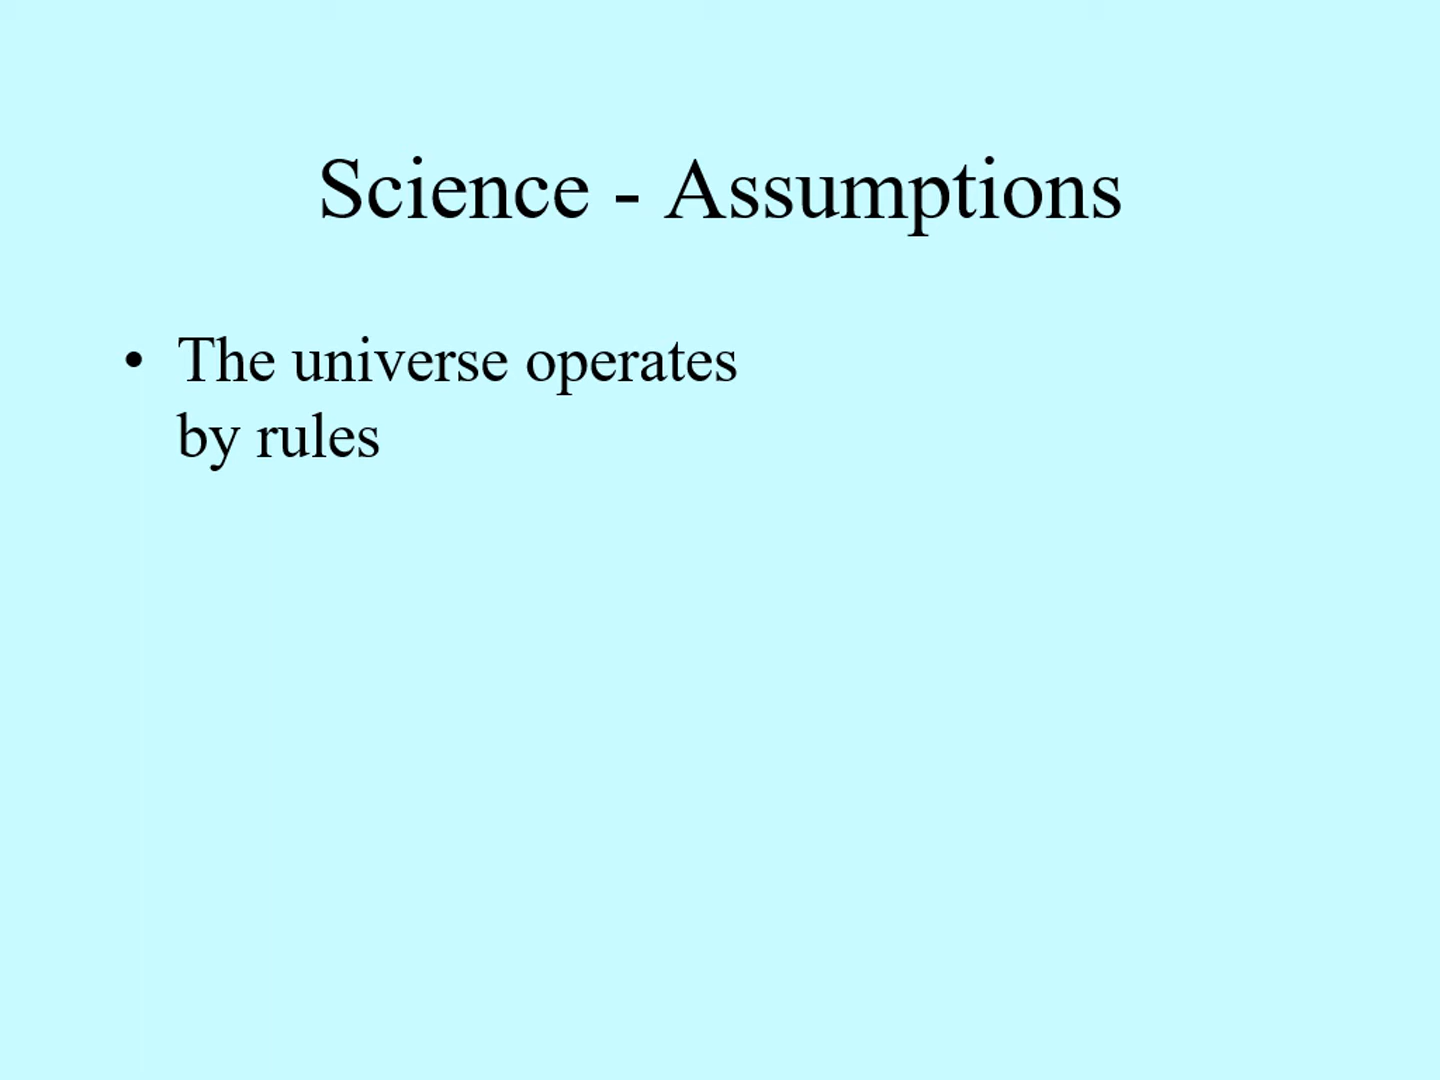 Science - Assumptions
• The universe operates
by rules